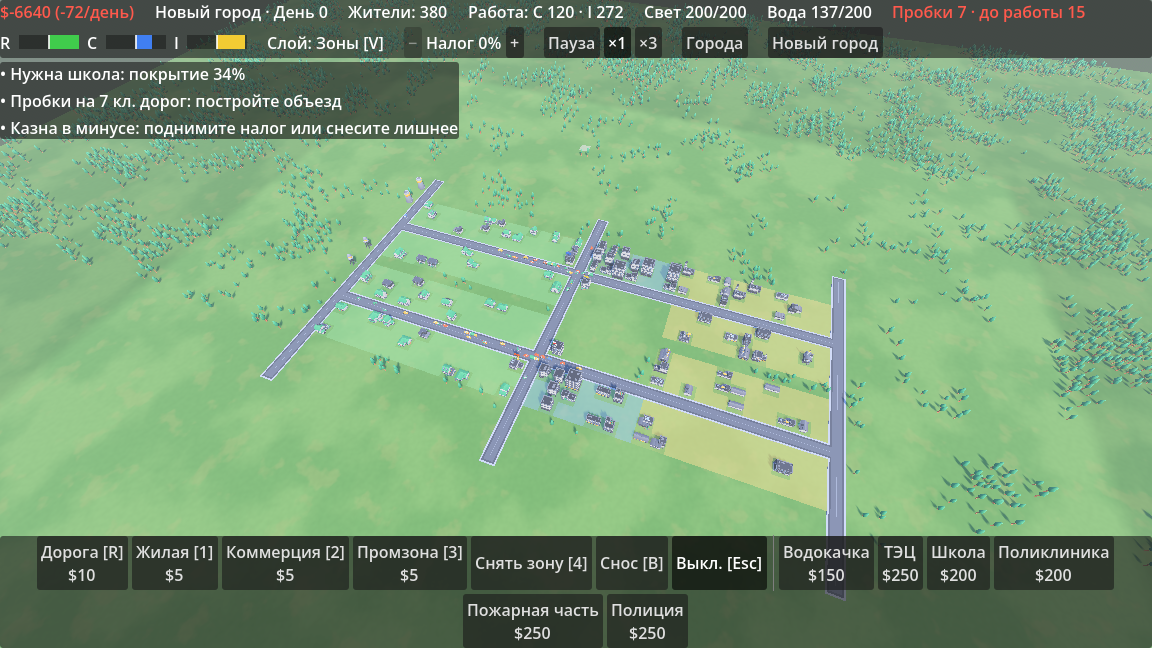 $-6640 (-72/день) Новый город · День 0 Жители: 380 Работа: C 120 · I 272 Свет 200/200 Вода 137/200 Пробки 7 · до работы 15
R C I Слой: Зоны [V] − Налог 0% + Пауза ×1 ×3 Города Новый город
• Нужна школа: покрытие 34%
• Пробки на 7 кл. дорог: постройте объезд
• Казна в минусе: поднимите налог или снесите лишнее
Дорога [R] Жилая [1] Коммерция [2] Промзона [3] Снять зону [4] Снос [B] Выкл. [Esc] Водокачка ТЭЦ Школа Поликлиника
$10 $5 $5 $5 $150 $250 $200 $200
Пожарная часть Полиция
$250 $250